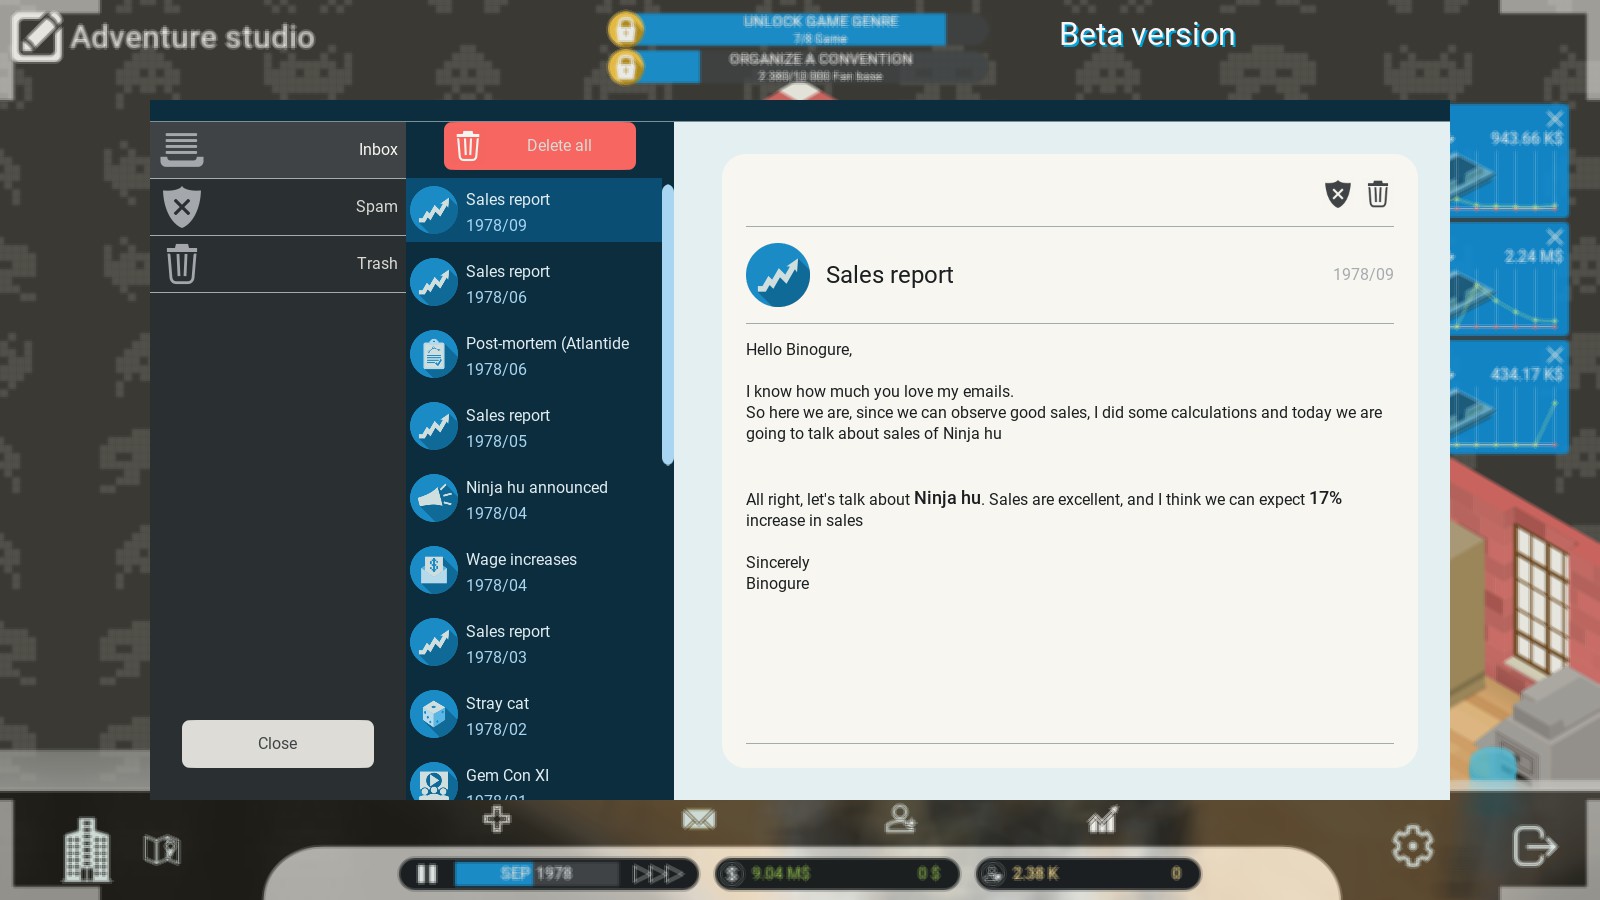 Adventure studio
UNLOCK GAME GENRE
7/8 Game
ORGANIZE A CONVENTION
2 380/10 000 Fan base
Beta version
Inbox
Spam
Trash
Close
Delete all
Sales report
1978/09
Sales report
1978/06
Post-mortem (Atlantide
1978/06
Sales report
1978/05
Ninja hu announced
1978/04
Wage increases
1978/04
Sales report
1978/03
Stray cat
1978/02
Gem Con XI
1978/01
Sales report
1978/09
Hello Binogure,
I know how much you love my emails.
So here we are, since we can observe good sales, I did some calculations and today we are
going to talk about sales of Ninja hu
All right, let's talk about Ninja hu. Sales are excellent, and I think we can expect 17%
increase in sales
Sincerely
Binogure
943.66 K$
2.24 M$
434.17 K$
SEP 1978
9.04 M$
0 $
2.38 K
0